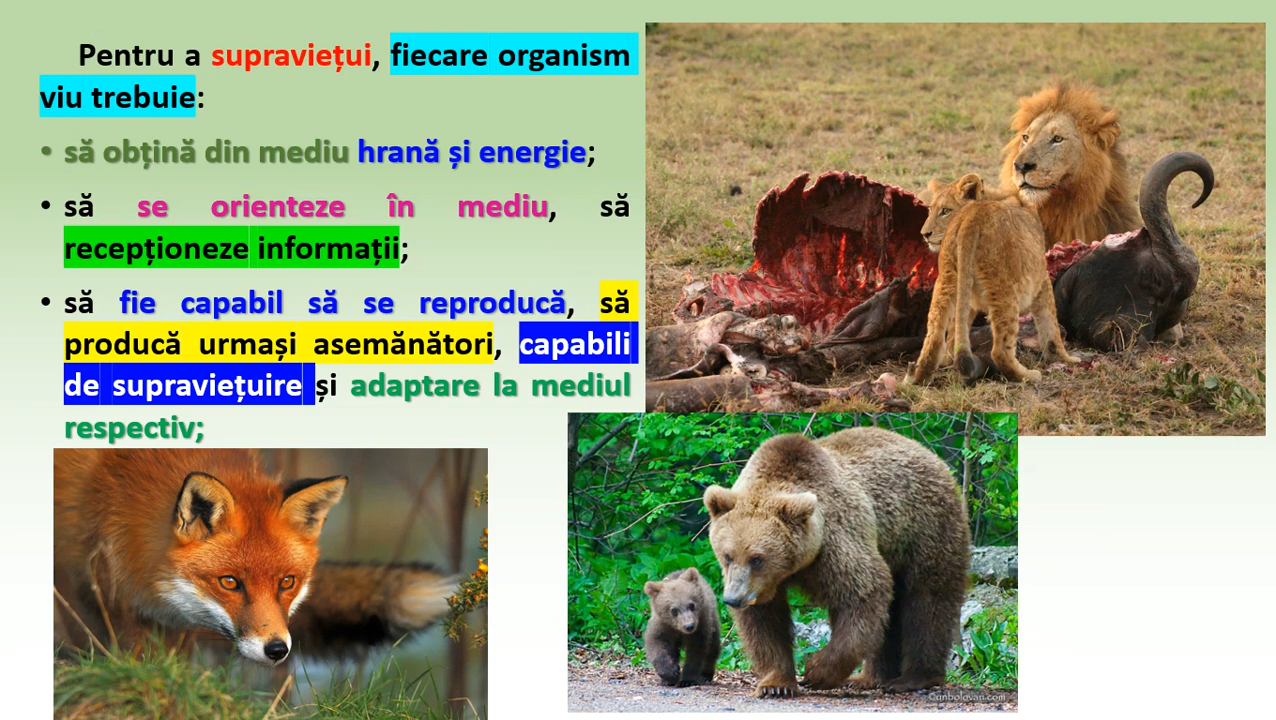 Pentru a supraviețui, fiecare organism
viu trebuie:
• să obțină din mediu hrană și energie;
• să se orienteze în mediu, să
recepționeze informații;
• să fie capabil să se reproducă, să
producă urmași asemănători, capabili
de supraviețuire și adaptare la mediul
respectiv;
©unbolovan.com